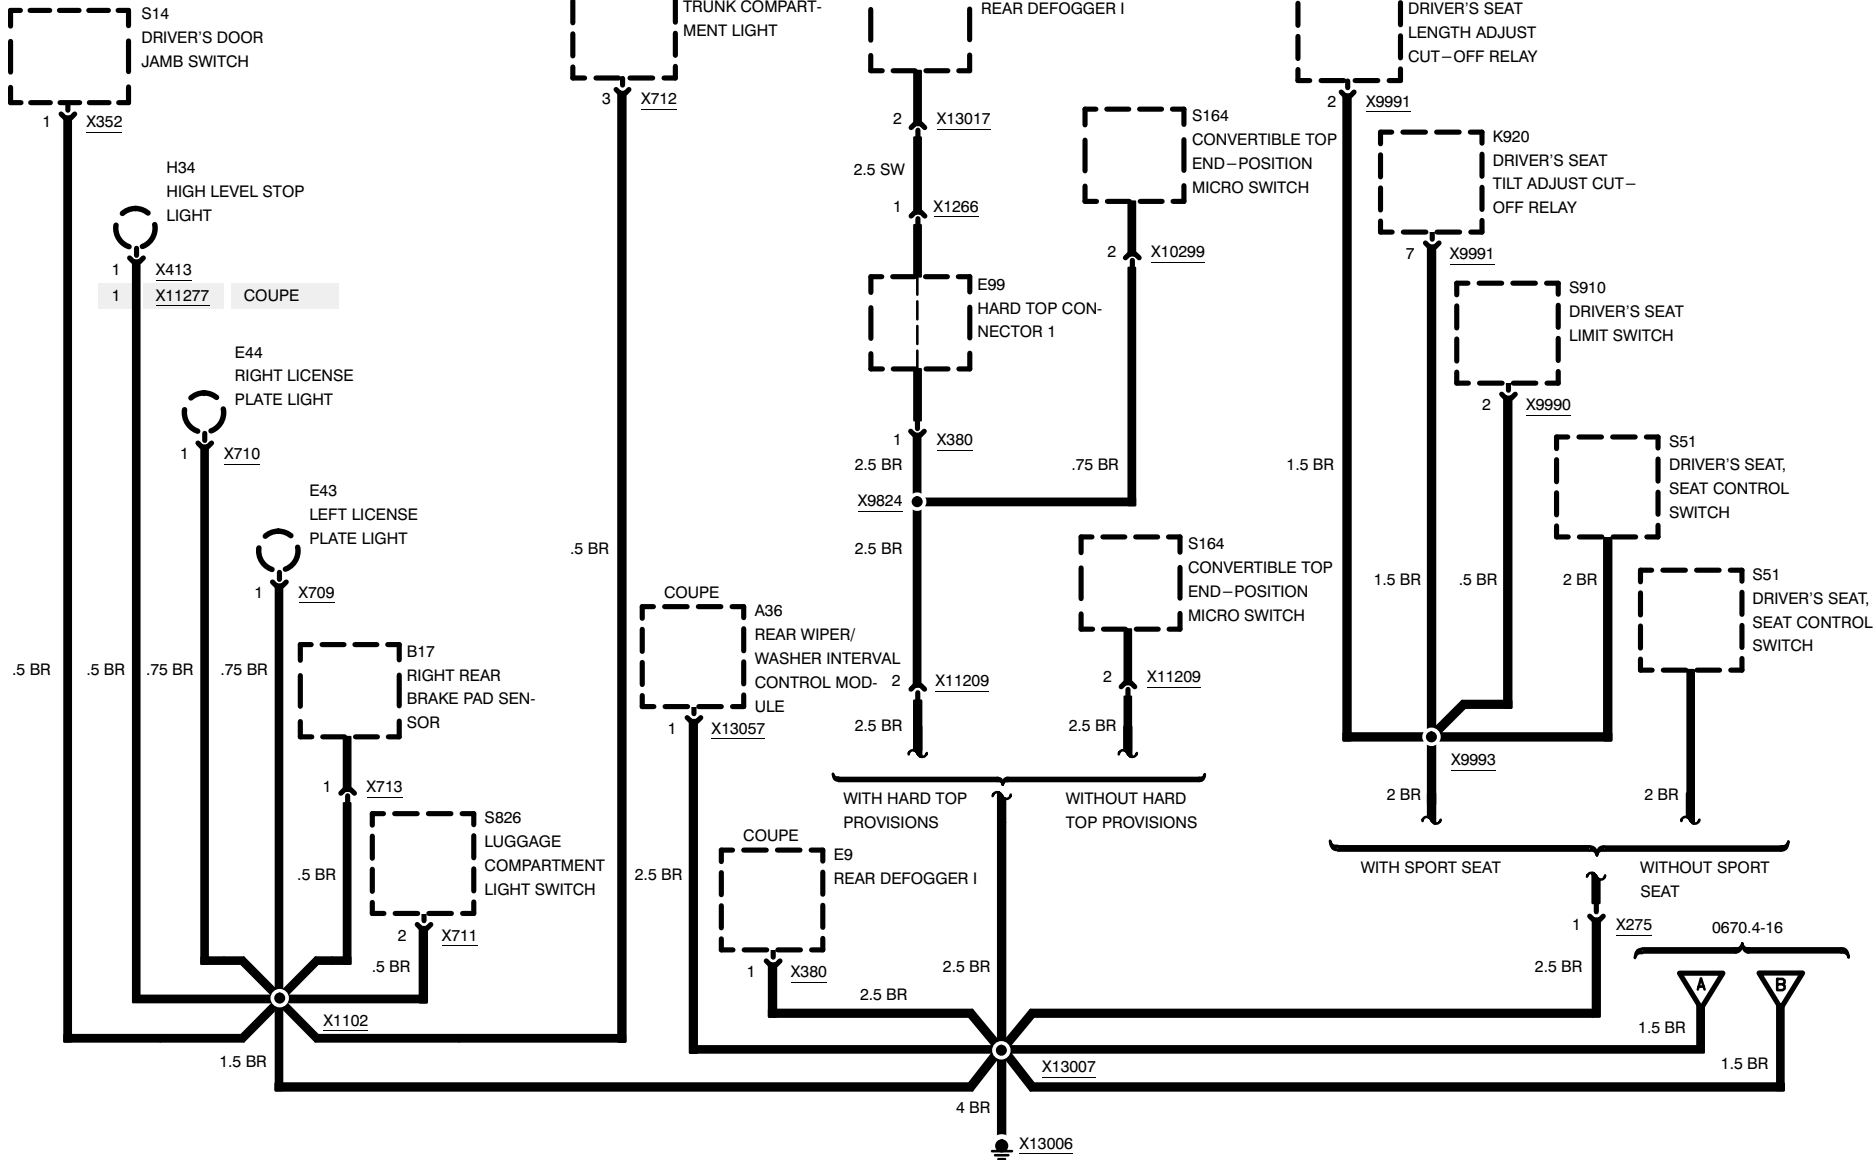 S14
DRIVER'S DOOR
JAMB SWITCH
1 X352
TRUNK COMPART-
MENT LIGHT
3 X712
REAR DEFOGGER I
2 X13017
2.5 SW
1 X1266
DRIVER'S SEAT
LENGTH ADJUST
CUT–OFF RELAY
2 X9991
S164
CONVERTIBLE TOP
END–POSITION
MICRO SWITCH
2 X10299
K920
DRIVER'S SEAT
TILT ADJUST CUT–
OFF RELAY
7 X9991
H34
HIGH LEVEL STOP
LIGHT
1 X413
1 X11277 COUPE
E99
HARD TOP CON-
NECTOR 1
1 X380
2.5 BR
.75 BR
X9824
2.5 BR
S910
DRIVER'S SEAT
LIMIT SWITCH
2 X9990
E44
RIGHT LICENSE
PLATE LIGHT
1 X710
1.5 BR
S51
DRIVER'S SEAT,
SEAT CONTROL
SWITCH
E43
LEFT LICENSE
PLATE LIGHT
1 X709
.5 BR
S164
CONVERTIBLE TOP
END–POSITION
MICRO SWITCH
2 X11209
2.5 BR
1.5 BR
.5 BR
2 BR
S51
DRIVER'S SEAT,
SEAT CONTROL
SWITCH
COUPE
A36
REAR WIPER/
WASHER INTERVAL
CONTROL MOD-
ULE
1 X13057
2 X11209
2.5 BR
.5 BR
.5 BR
.75 BR
.75 BR
B17
RIGHT REAR
BRAKE PAD SEN-
SOR
1 X713
X9993
2 BR
2 BR
WITH HARD TOP
PROVISIONS
WITHOUT HARD
TOP PROVISIONS
S826
LUGGAGE
COMPARTMENT
LIGHT SWITCH
2 X711
.5 BR
.5 BR
2.5 BR
COUPE
E9
REAR DEFOGGER I
1 X380
2.5 BR
2.5 BR
WITH SPORT SEAT
WITHOUT SPORT
SEAT
1 X275
2.5 BR
0670.4-16
A
B
1.5 BR
1.5 BR
X1102
1.5 BR
X13007
4 BR
X13006